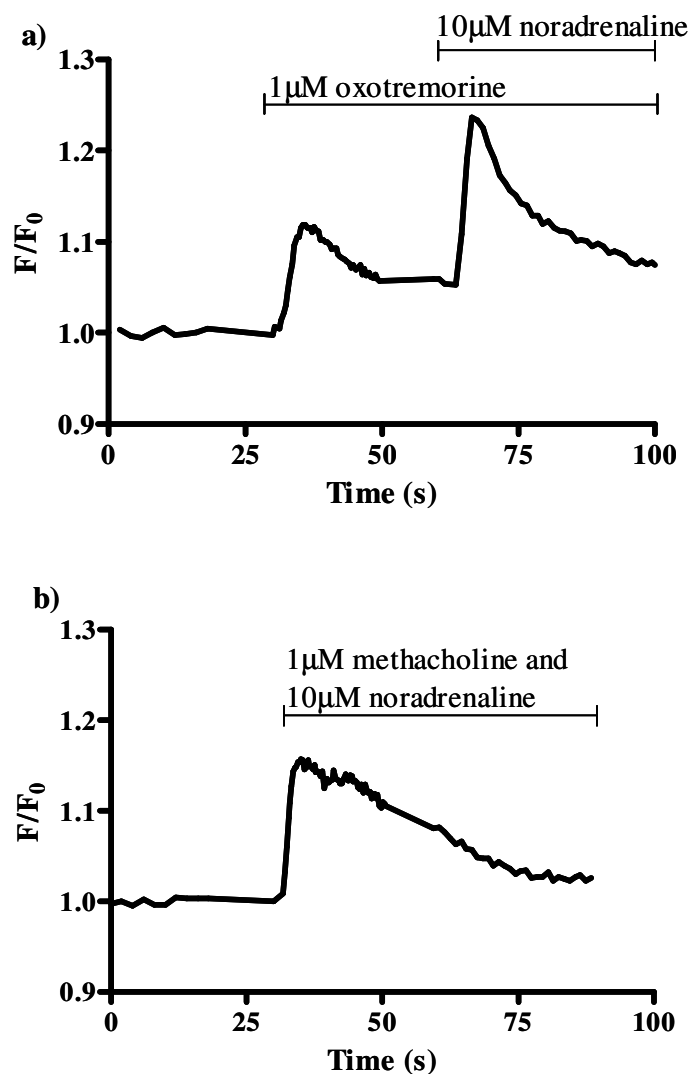 a)
10μM noradrenaline
1.3
1μM oxotremorine
1.2
1.1
1.0
0.9
F/F0
0 25 50 75 100
Time (s)
b)
1.3
1μM methacholine and
10μM noradrenaline
1.2
1.1
1.0
0.9
F/F0
0 25 50 75 100
Time (s)